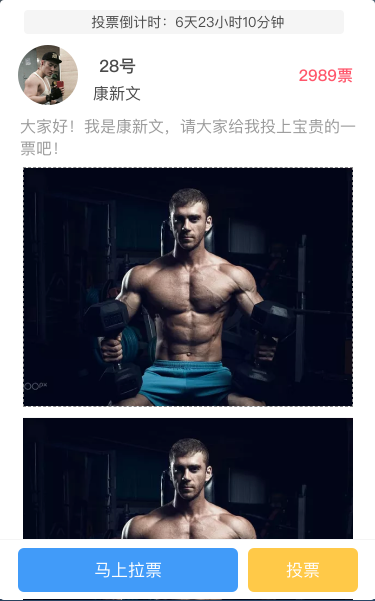 投票倒计时：6天23小时10分钟
28号
2989票
康新文
大家好！我是康新文，请大家给我投上宝贵的一
票吧！
马上拉票
投票